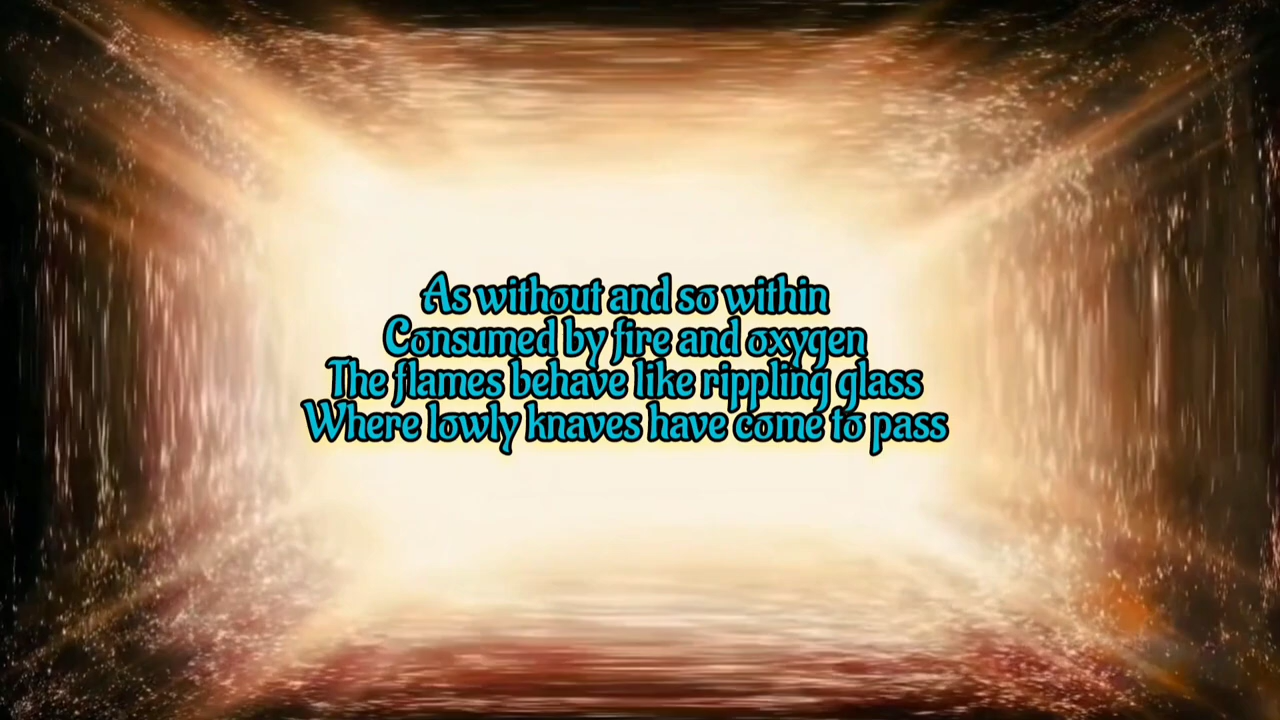 As without and so within
Consumed by fire and oxygen
The flames behave like rippling glass
Where lowly knaves have come to pass